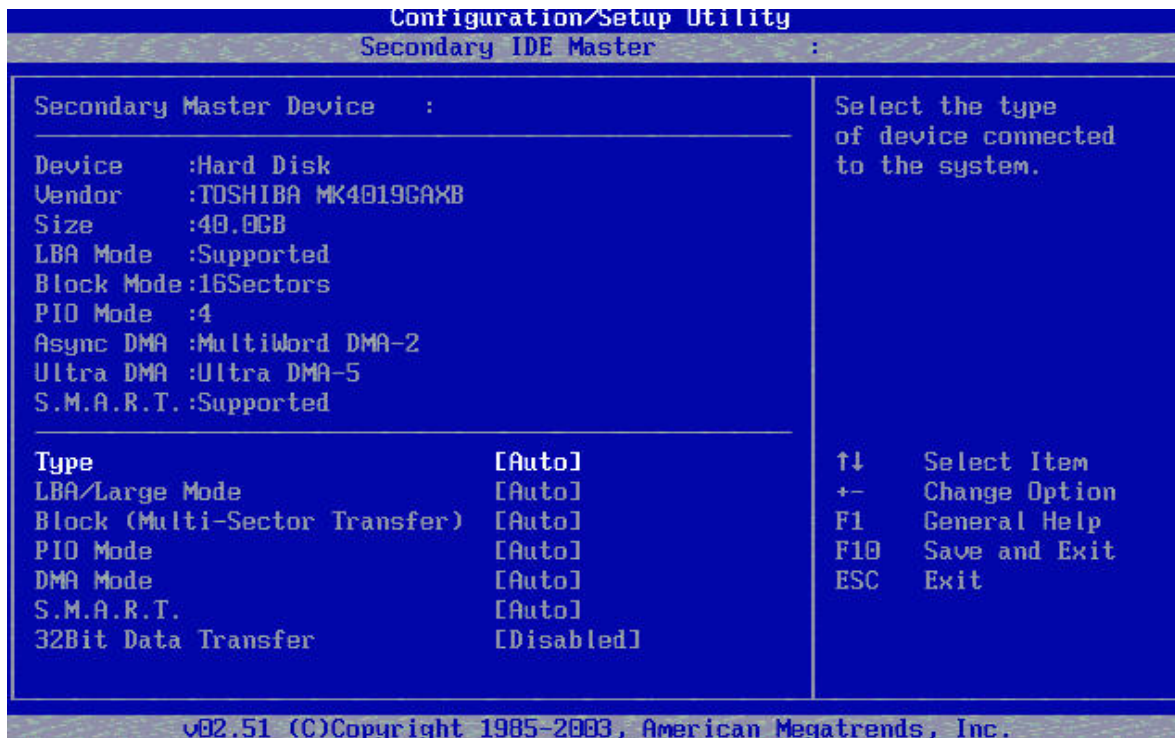 Configuration/Setup Utility
Secondary IDE Master :
Secondary Master Device :
Device :Hard Disk
Vendor :TOSHIBA MK4019GAXB
Size :40.0GB
LBA Mode :Supported
Block Mode:16Sectors
PIO Mode :4
Async DMA :MultiWord DMA-2
Ultra DMA :Ultra DMA-5
S.M.A.R.T.:Supported
Type [Auto]
LBA/Large Mode [Auto]
Block (Multi-Sector Transfer) [Auto]
PIO Mode [Auto]
DMA Mode [Auto]
S.M.A.R.T. [Auto]
32Bit Data Transfer [Disabled]
Select the type
of device connected
to the system.
↑↓ Select Item
+- Change Option
F1 General Help
F10 Save and Exit
ESC Exit
v02.51 (C)Copyright 1985-2003, American Megatrends, Inc.